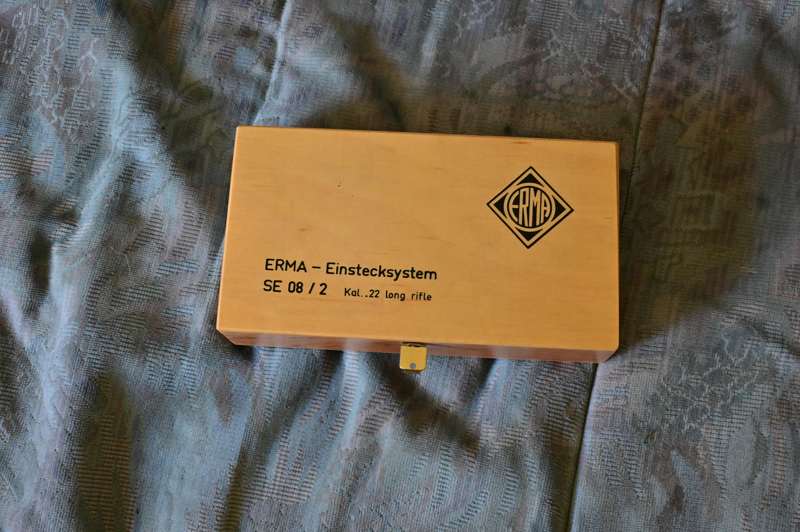 ERMA
ERMA – Einstecksystem
SE 08 / 2 Kal..22 long rifle